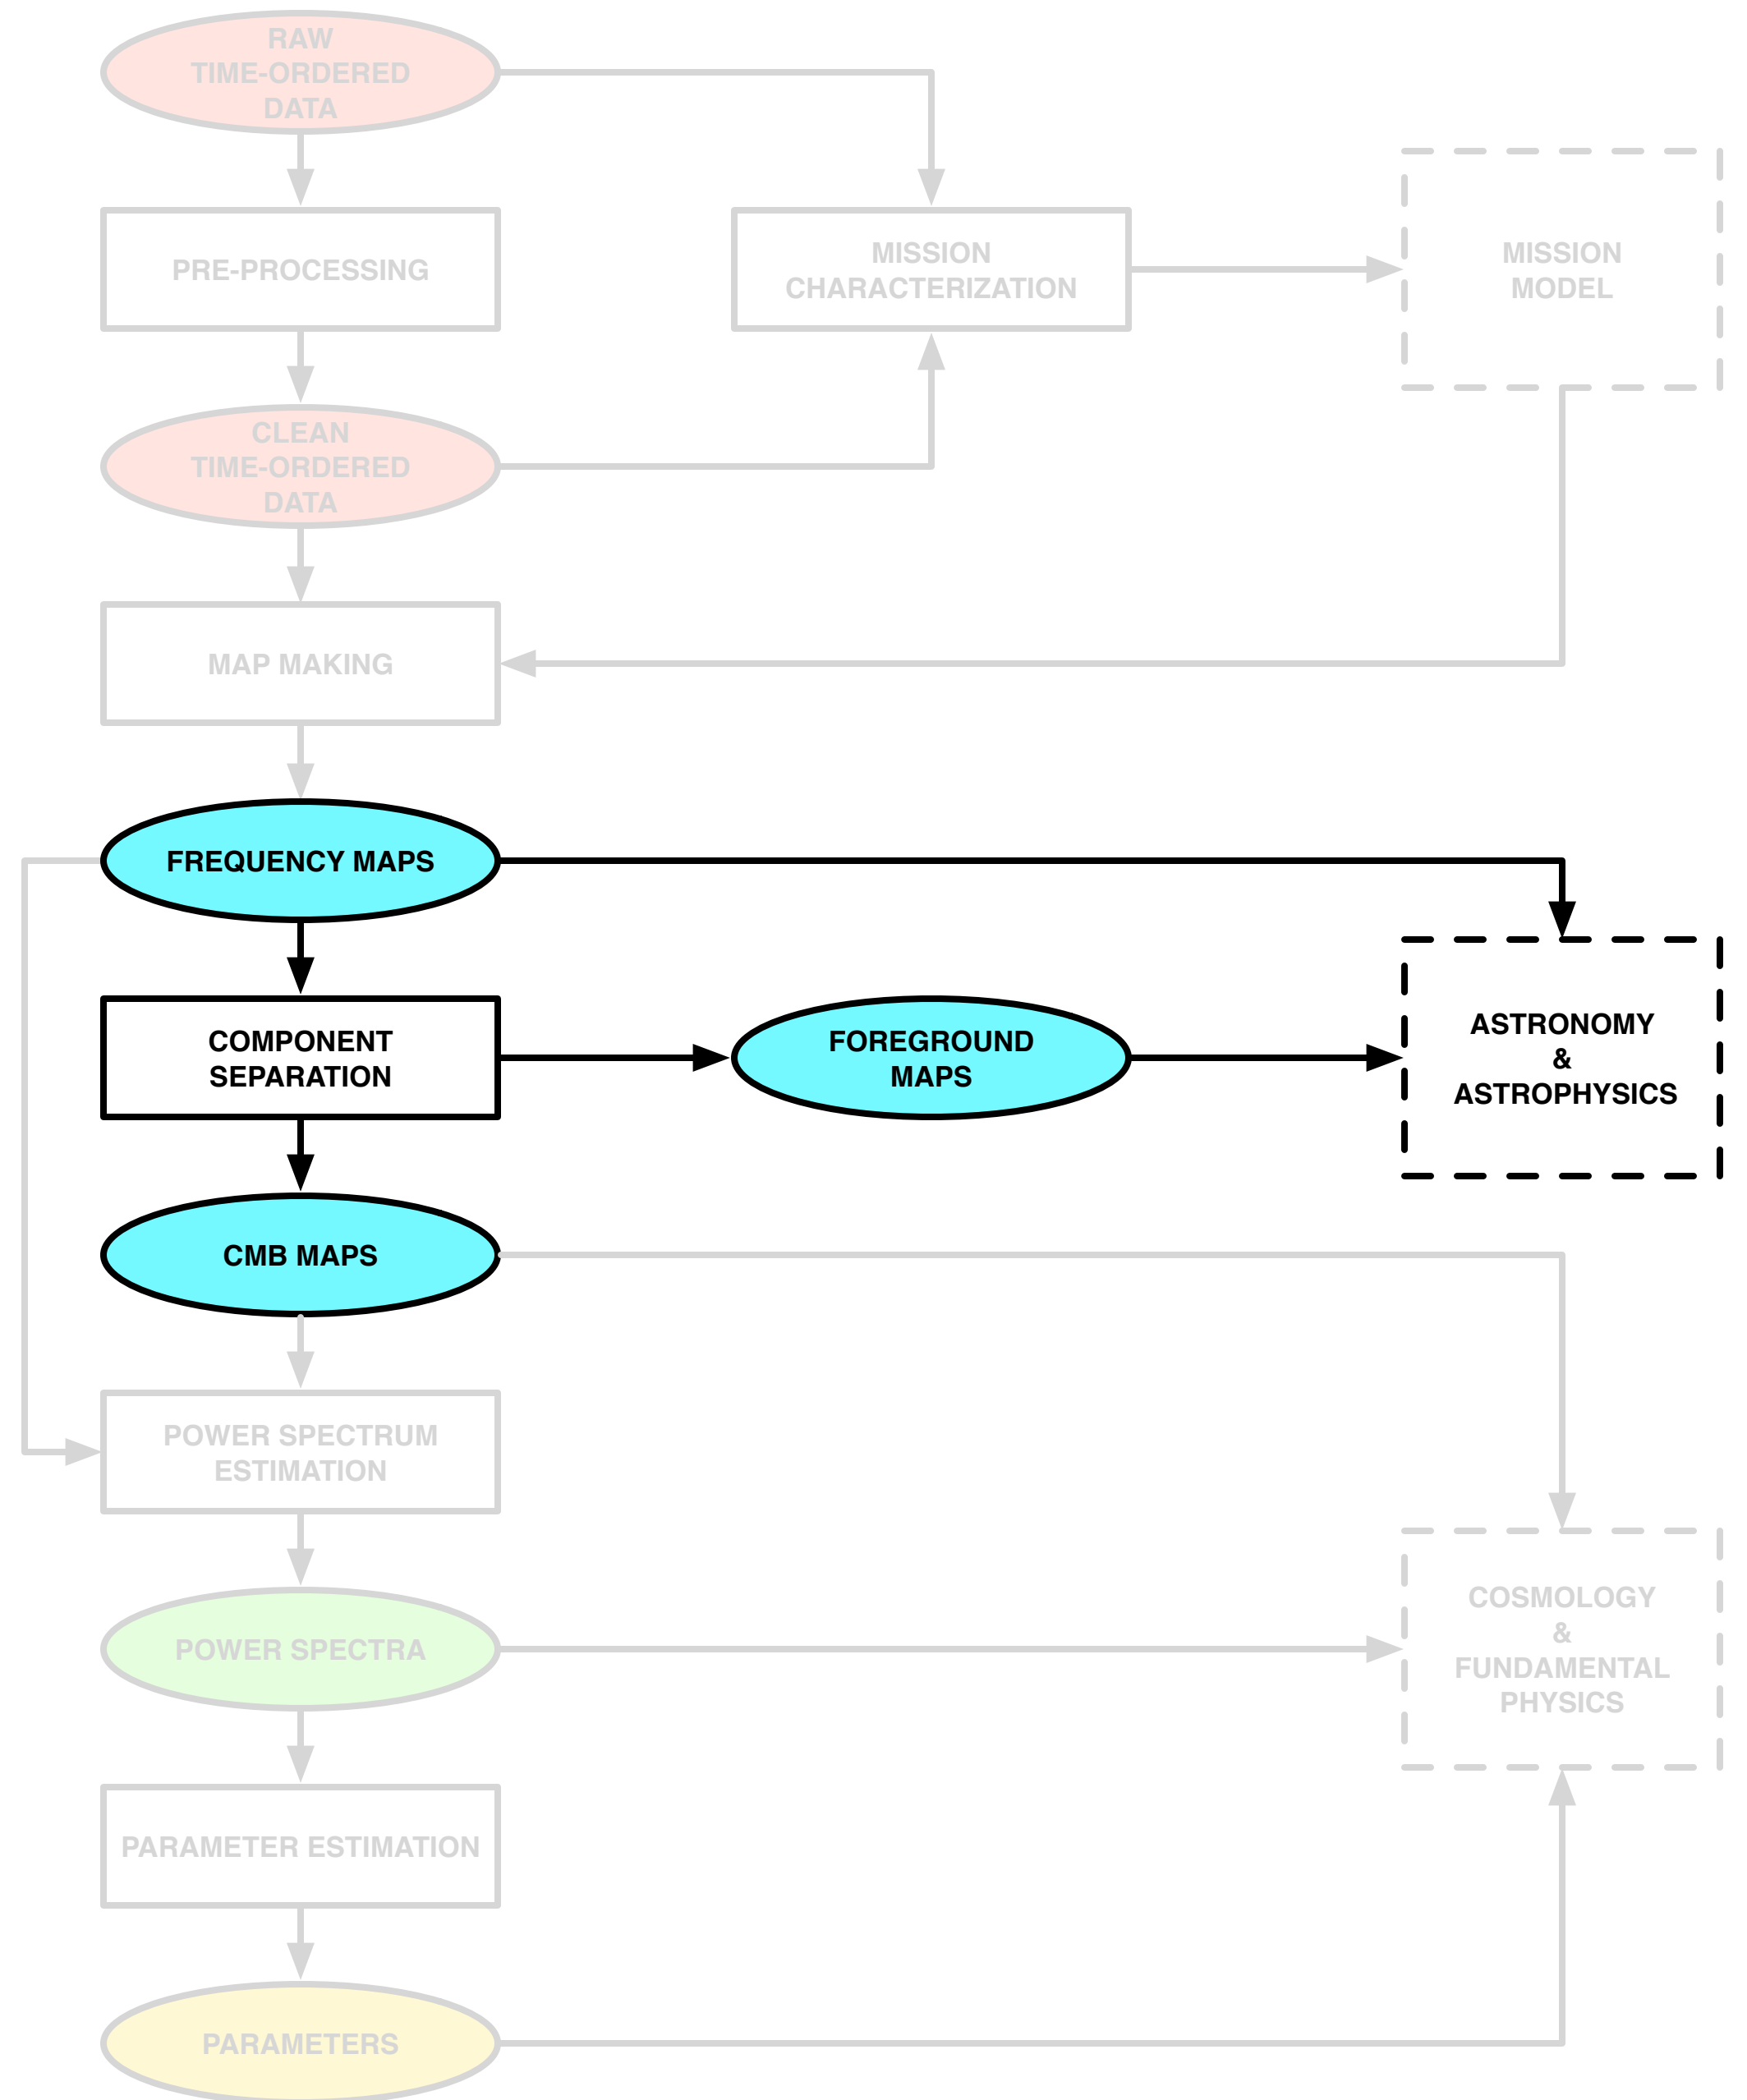 RAW
TIME-ORDERED
DATA
PRE-PROCESSING
MISSION
CHARACTERIZATION
MISSION
MODEL
CLEAN
TIME-ORDERED
DATA
MAP MAKING
FREQUENCY MAPS
COMPONENT
SEPARATION
FOREGROUND
MAPS
ASTRONOMY
&
ASTROPHYSICS
CMB MAPS
POWER SPECTRUM
ESTIMATION
POWER SPECTRA
COSMOLOGY
&
FUNDAMENTAL
PHYSICS
PARAMETER ESTIMATION
PARAMETERS